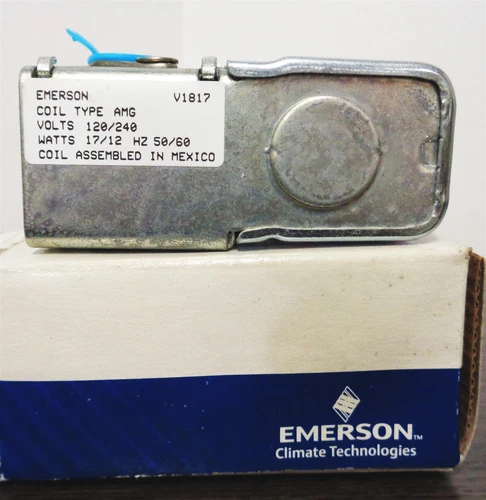 EMERSON V1817
COIL TYPE AMG
VOLTS 120/240
WATTS 17/12 HZ 50/60
COIL ASSEMBLED IN MEXICO
EMERSON™
Climate Technologies